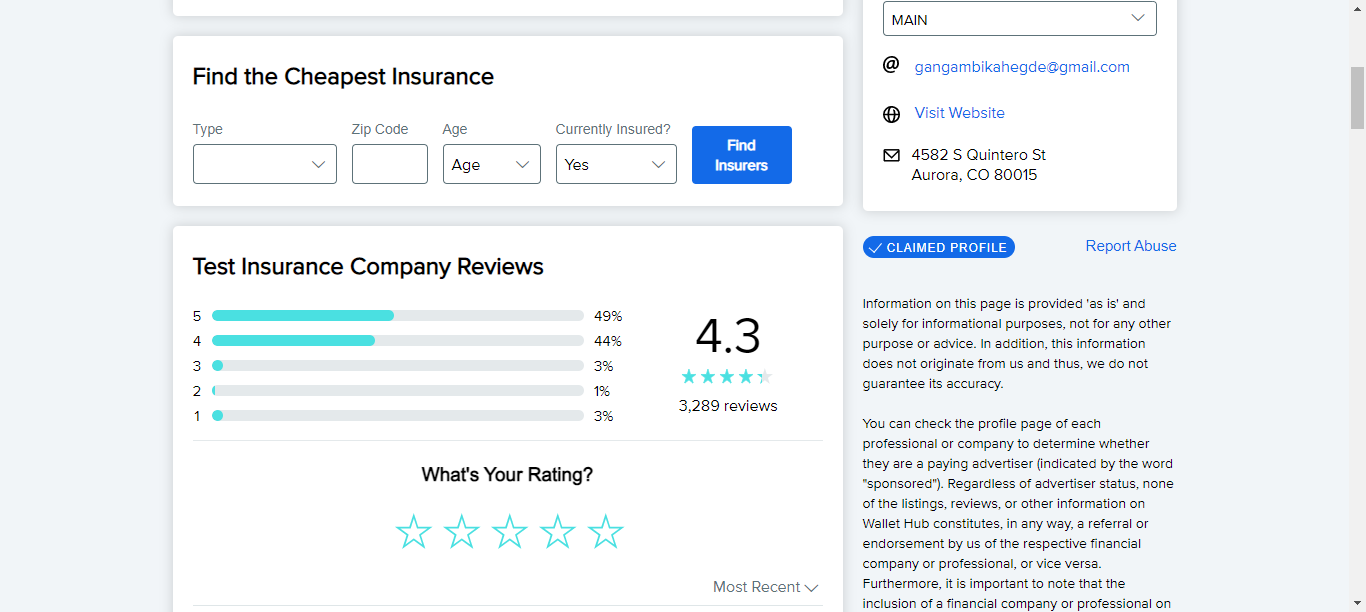 Find the Cheapest Insurance
Type
Zip Code
Age
Currently Insured?
Age
Yes
Find
Insurers
Test Insurance Company Reviews
5 49%
4 44%
3 3%
2 1%
1 3%
4.3
3,289 reviews
What's Your Rating?
Most Recent
MAIN
@ gangambikahegde@gmail.com
Visit Website
4582 S Quintero St
Aurora, CO 80015
CLAIMED PROFILE
Report Abuse
Information on this page is provided 'as is' and
solely for informational purposes, not for any other
purpose or advice. In addition, this information
does not originate from us and thus, we do not
guarantee its accuracy.
You can check the profile page of each
professional or company to determine whether
they are a paying advertiser (indicated by the word
"sponsored"). Regardless of advertiser status, none
of the listings, reviews, or other information on
Wallet Hub constitutes, in any way, a referral or
endorsement by us of the respective financial
company or professional, or vice versa.
Furthermore, it is important to note that the
inclusion of a financial company or professional on